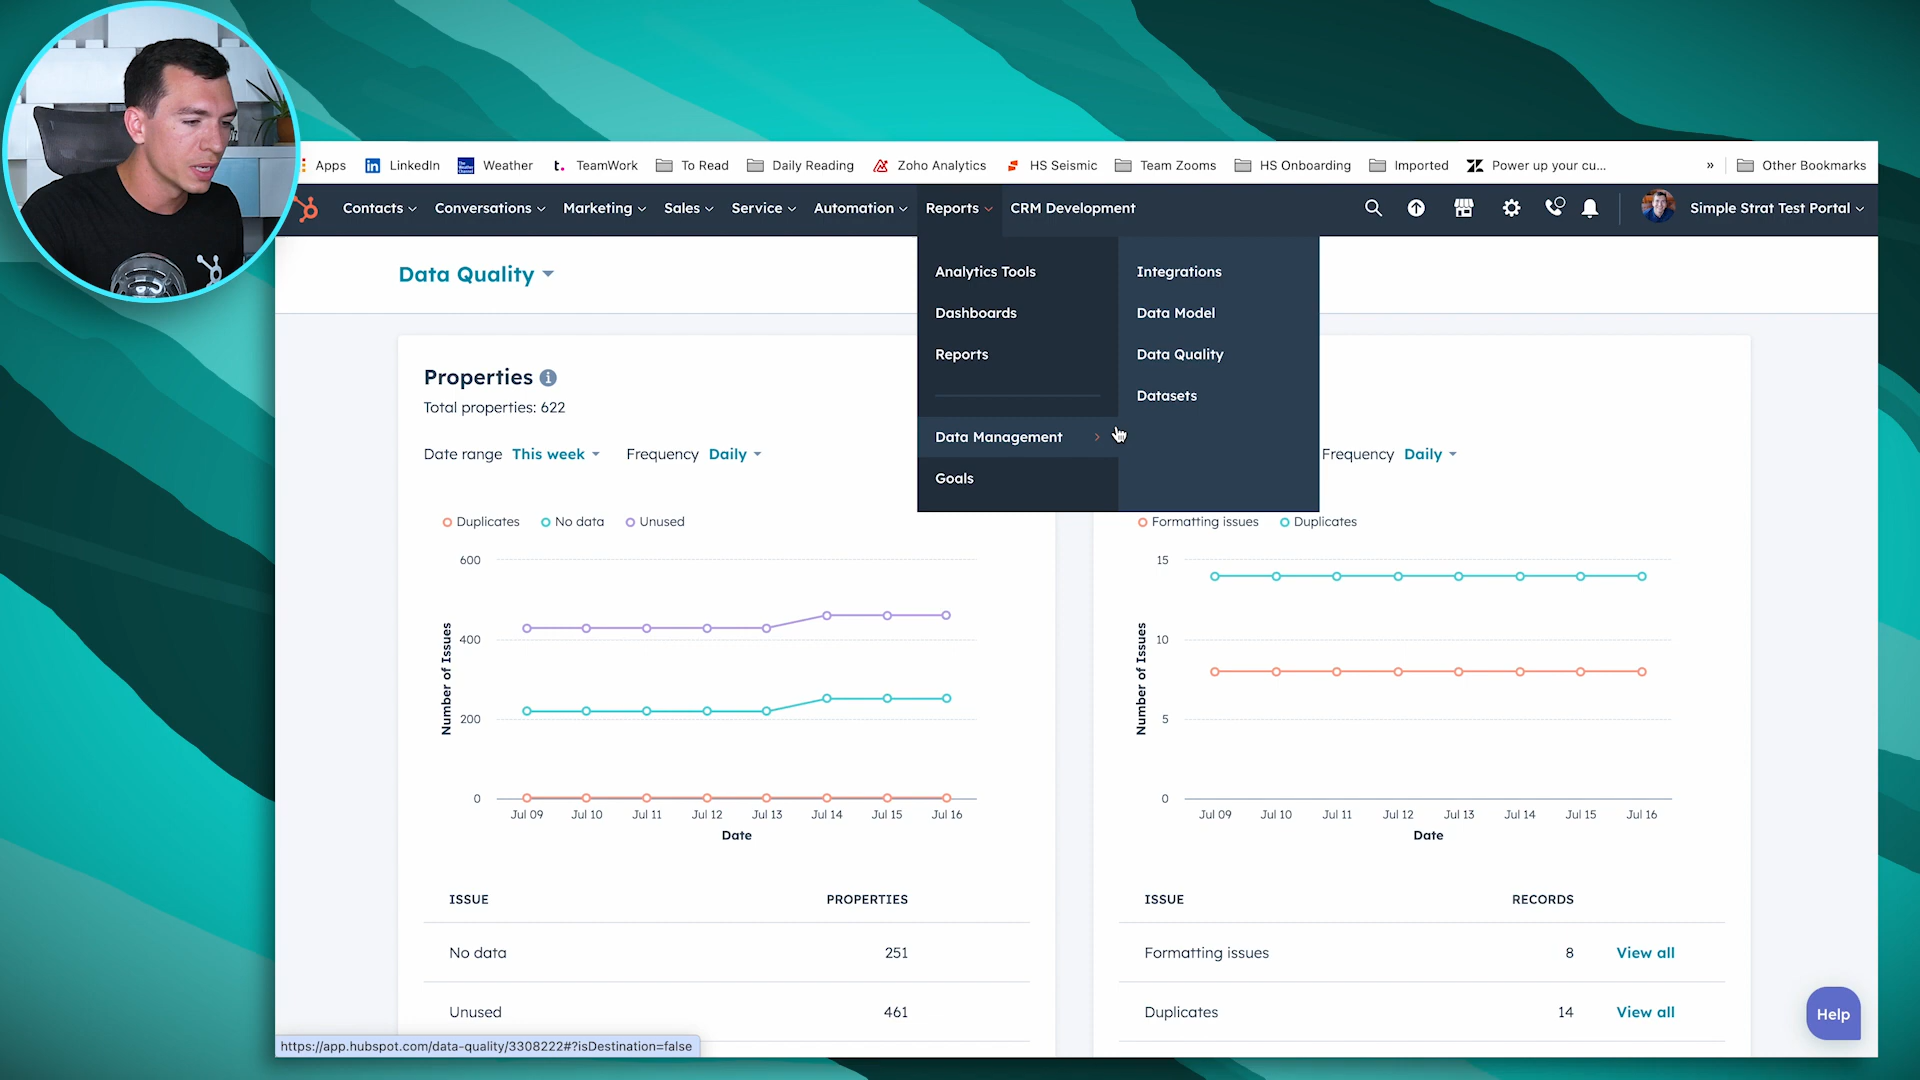 Apps
LinkedIn
Weather
TeamWork
To Read
Daily Reading
Zoho Analytics
HS Seismic
Team Zooms
HS Onboarding
Imported
Power up your cu...
»
Other Bookmarks
Contacts
Conversations
Marketing
Sales
Service
Automation
Reports
CRM Development
Simple Strat Test Portal
Analytics Tools
Dashboards
Reports
Data Management
Goals
Integrations
Data Model
Data Quality
Datasets
Data Quality
Properties
Total properties: 622
Date range This week
Frequency Daily
Duplicates
No data
Unused
600
400
200
0
Number of Issues
Jul 09
Jul 10
Jul 11
Jul 12
Jul 13
Jul 14
Jul 15
Jul 16
Date
ISSUE PROPERTIES
No data 251
Unused 461
Frequency Daily
Formatting issues
Duplicates
15
10
5
0
Number of Issues
Jul 09
Jul 10
Jul 11
Jul 12
Jul 13
Jul 14
Jul 15
Jul 16
Date
ISSUE RECORDS
Formatting issues 8 View all
Duplicates 14 View all
Help
https://app.hubspot.com/data-quality/3308222#?isDestination=false